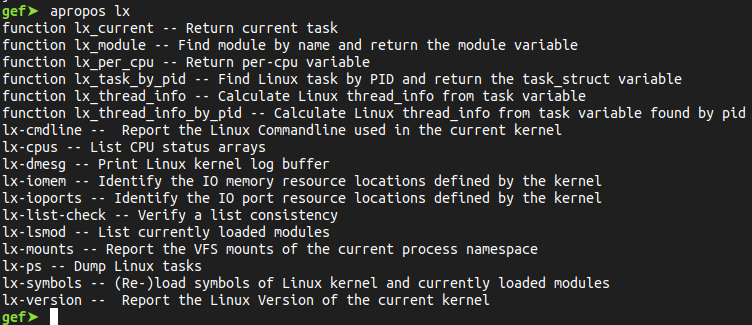 gef➤  apropos lx
function lx_current -- Return current task
function lx_module -- Find module by name and return the module variable
function lx_per_cpu -- Return per-cpu variable
function lx_task_by_pid -- Find Linux task by PID and return the task_struct variable
function lx_thread_info -- Calculate Linux thread_info from task variable
function lx_thread_info_by_pid -- Calculate Linux thread_info from task variable found by pid
lx-cmdline --  Report the Linux Commandline used in the current kernel
lx-cpus -- List CPU status arrays
lx-dmesg -- Print Linux kernel log buffer
lx-iomem -- Identify the IO memory resource locations defined by the kernel
lx-ioports -- Identify the IO port resource locations defined by the kernel
lx-list-check -- Verify a list consistency
lx-lsmod -- List currently loaded modules
lx-mounts -- Report the VFS mounts of the current process namespace
lx-ps -- Dump Linux tasks
lx-symbols -- (Re-)load symbols of Linux kernel and currently loaded modules
lx-version --  Report the Linux Version of the current kernel
gef➤